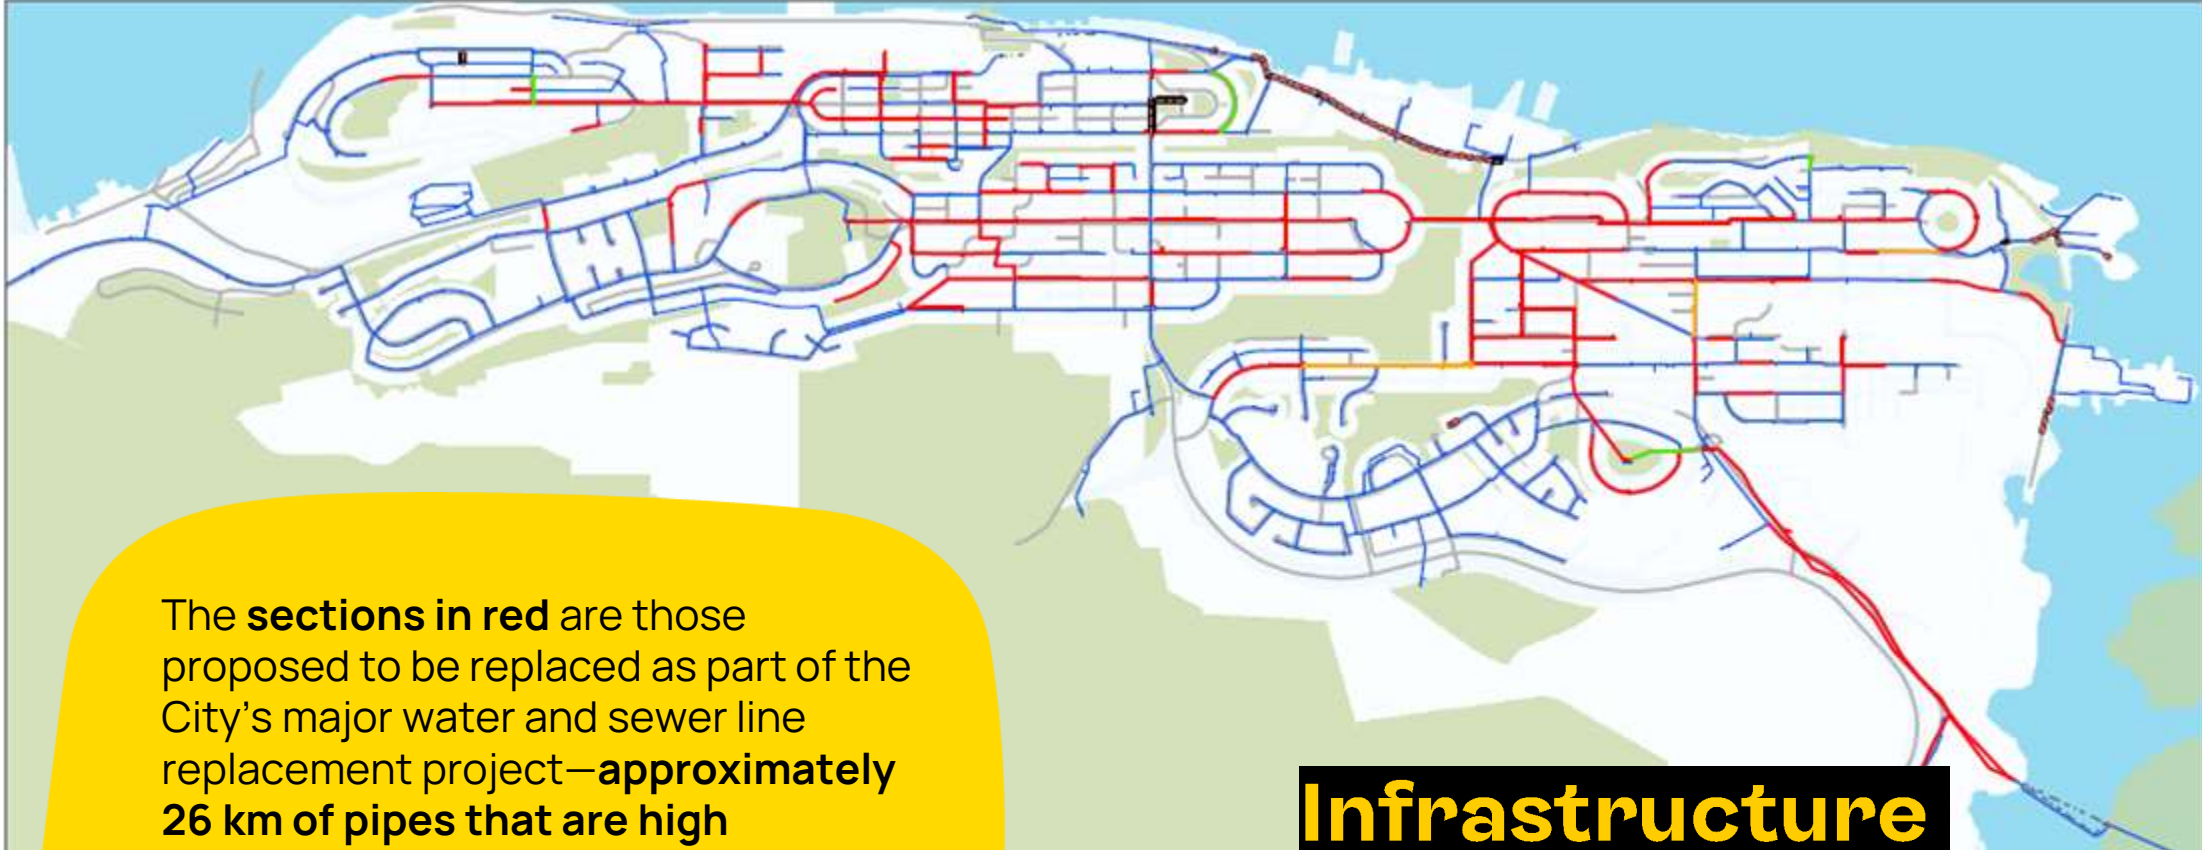 The sections in red are those
proposed to be replaced as part of the
City’s major water and sewer line
replacement project—approximately
26 km of pipes that are high
Infrastructure